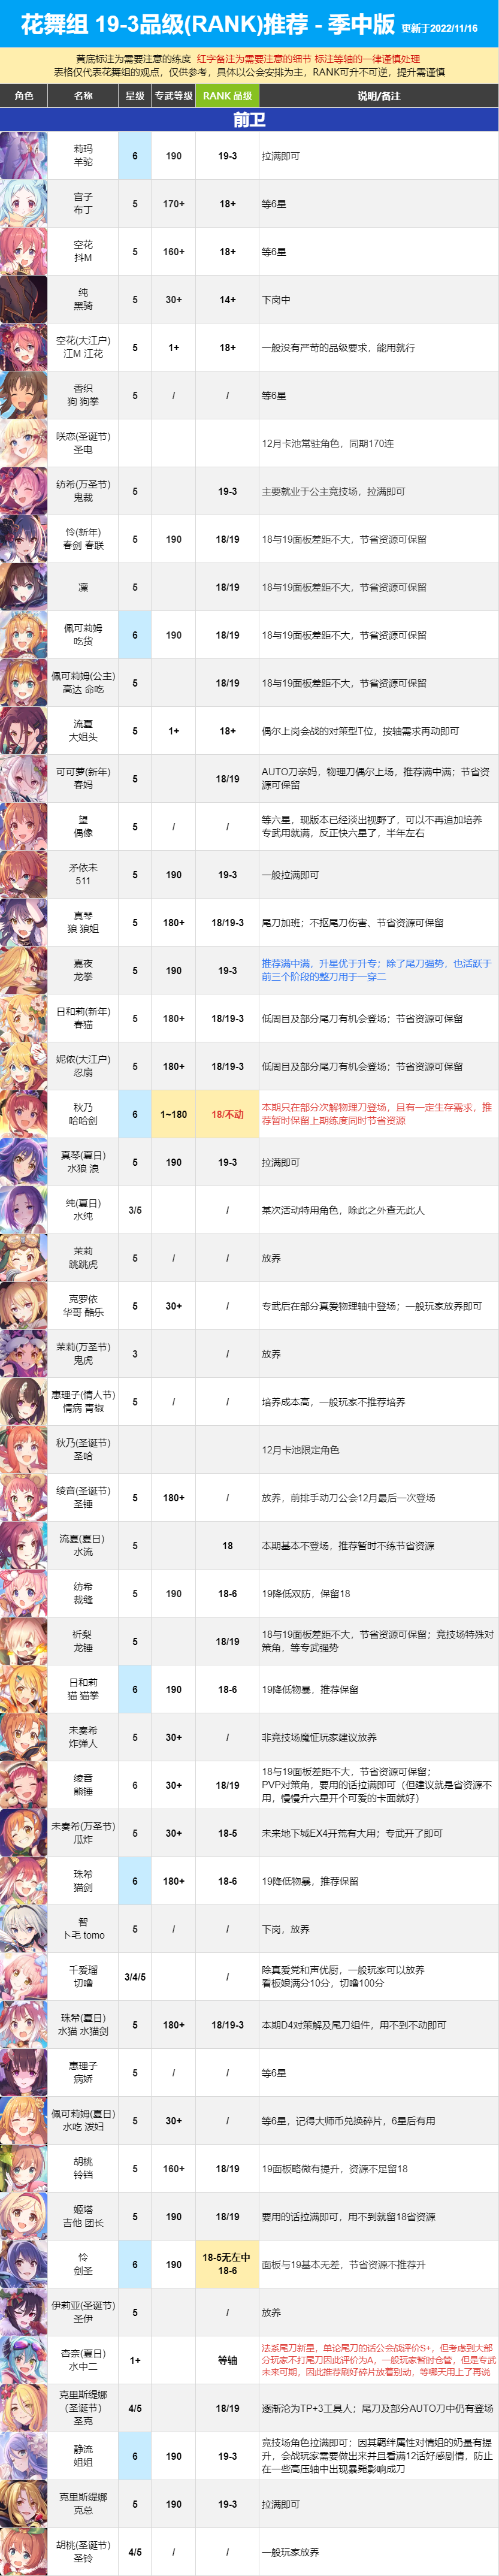 花舞组 19-3品级(RANK)推荐 - 季中版 更新于2022/11/16
黄底标注为需要注意的练度 红字备注为需要注意的细节 标注等轴的一律谨慎处理
表格仅代表花舞组的观点，仅供参考，具体以公会安排为主，RANK可升不可逆，提升需谨慎
角色 名称 星级 专武等级 RANK 品级 说明/备注
前卫
莉玛
羊驼 6 190 19-3 拉满即可
宫子
布丁 5 170+ 18+ 等6星
空花
抖M 5 160+ 18+ 等6星
纯
黑骑 5 30+ 14+ 下岗中
空花(大江户)
江M 江花 5 1+ 18+ 一般没有严苛的品级要求，能用就行
香织
狗 狗拳 5 / / 等6星
咲恋(圣诞节)
圣电 12月卡池常驻角色，同期170连
纺希(万圣节)
鬼裁 5 19-3 主要就业于公主竞技场，拉满即可
怜(新年)
春剑 春联 5 190 18/19 18与19面板差距不大，节省资源可保留
凛 5 18/19 18与19面板差距不大，节省资源可保留
佩可莉姆
吃货 6 190 18/19 18与19面板差距不大，节省资源可保留
佩可莉姆(公主)
高达 命吃 5 18/19 18与19面板差距不大，节省资源可保留
流夏
大姐头 5 1+ 18+ 偶尔上岗会战的对策型T位，按轴需求再动即可
可可萝(新年)
春妈 5 18/19 AUTO刀亲妈，物理刀偶尔上场，推荐满中满；节省资
源可保留
望
偶像 5 / / 等六星，现版本已经淡出视野了，可以不再追加培养
专武用就满，反正快六星了，半年左右
矛依未
511 5 190 19-3 一般拉满即可
真琴
狼 狼姐 5 180+ 18/19-3 尾刀加班；不抠尾刀伤害、节省资源可保留
嘉夜
龙拳 5 190 19-3 推荐满中满，升星优于升专；除了尾刀强势，也活跃于
前三个阶段的整刀用于一穿二
日和莉(新年)
春猫 5 180+ 18/19-3 低周目及部分尾刀有机会登场；节省资源可保留
妮侬(大江户)
忍扇 5 180+ 18/19-3 低周目及部分尾刀有机会登场；节省资源可保留
秋乃
哈哈剑 6 1~180 18/不动 本期只在部分次解物理刀登场，且有一定生存需求，推
荐暂时保留上期练度同时节省资源
真琴(夏日)
水狼 浪 5 190 19-3 拉满即可
纯(夏日)
水纯 3/5 / 某次活动特用角色，除此之外查无此人
茉莉
跳跳虎 5 / / 放养
克罗依
华哥 酷乐 5 30+ / 专武后在部分真爱物理轴中登场；一般玩家放养即可
茉莉(万圣节)
鬼虎 3 / 放养
惠理子(情人节)
情病 青椒 5 / / 培养成本高，一般玩家不推荐培养
秋乃(圣诞节)
圣哈 12月卡池限定角色
绫音(圣诞节)
圣锤 5 180+ / 放养，前排手动刀公会12月最后一次登场
流夏(夏日)
水流 5 18 本期基本不登场，推荐暂时不练节省资源
纺希
裁缝 5 190 18-6 19降低双防，保留18
祈梨
龙锤 5 18/19 18与19面板差距不大，节省资源可保留；竞技场特殊对
策角，等专武强势
日和莉
猫 猫拳 6 190 18-6 19降低物暴，推荐保留
未奏希
炸弹人 5 30+ / 非竞技场魔怔玩家建议放养
绫音
熊锤 6 30+ 18/19 18与19面板差距不大，节省资源可保留；
PVP对策角，要用的话拉满即可（但建议就是省资源不
用，慢慢升六星开个可爱的卡面就好）
未奏希(万圣节)
瓜炸 5 30+ 18-5 未来地下城EX4开荒有大用；专武开了即可
珠希
猫剑 6 180+ 18-6 19降低物暴，推荐保留
智
卜毛 tomo 5 / / 下岗，放养
千爱瑠
切噜 3/4/5 / 除真爱党和声优厨，一般玩家可以放养
看板娘满分10分，切噜100分
珠希(夏日)
水猫 水猫剑 5 180+ 18/19-3 本期D4对策解及尾刀组件，用不到不动即可
惠理子
病娇 5 / / 等6星
佩可莉姆(夏日)
水吃 泼妇 5 30+ / 等6星，记得大师币兑换碎片，6星后有用
胡桃
铃铛 5 160+ 18/19 19面板略微有提升，资源不足留18
姬塔
吉他 团长 5 190 18/19 要用的话拉满即可，用不到就留18省资源
怜
剑圣 6 190 18-5无左中
18-6 面板与19基本无差，节省资源不推荐升
伊莉亚(圣诞节)
圣伊 5 / 放养
杏奈(夏日)
水中二 1+ 等轴 法系尾刀新星，单论尾刀的话公会战评价S+，但考虑到大部
分玩家不打尾刀因此评价为A，一般玩家暂时仓管，但是专武
未来可期，因此推荐刷好碎片放着别动，等哪天用上了再说
克里斯缇娜
（圣诞节）
圣克 4/5 18/19 逐渐沦为TP+3工具人；尾刀及部分AUTO刀中仍有登场
静流
姐姐 6 190 19-3 竞技场角色拉满即可；因其羁绊属性对情姐的奶量有提
升，会战玩家需要做出来并且看满12话好感剧情，防止
在一些高压轴中出现暴毙影响成刀
克里斯缇娜
克总 5 190 19-3 拉满即可
胡桃(圣诞节)
圣铃 4/5 / / 一般玩家放养